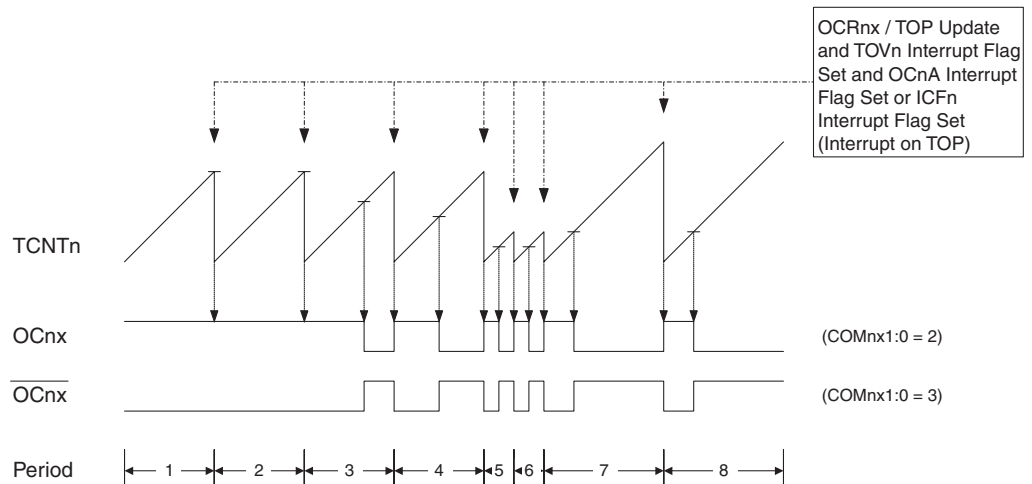 OCRnx / TOP Update
and TOVn Interrupt Flag
Set and OCnA Interrupt
Flag Set or ICFn
Interrupt Flag Set
(Interrupt on TOP)
TCNTn
OCnx (COMnx1:0 = 2)
OCnx (COMnx1:0 = 3)
Period 1 2 3 4 5 6 7 8